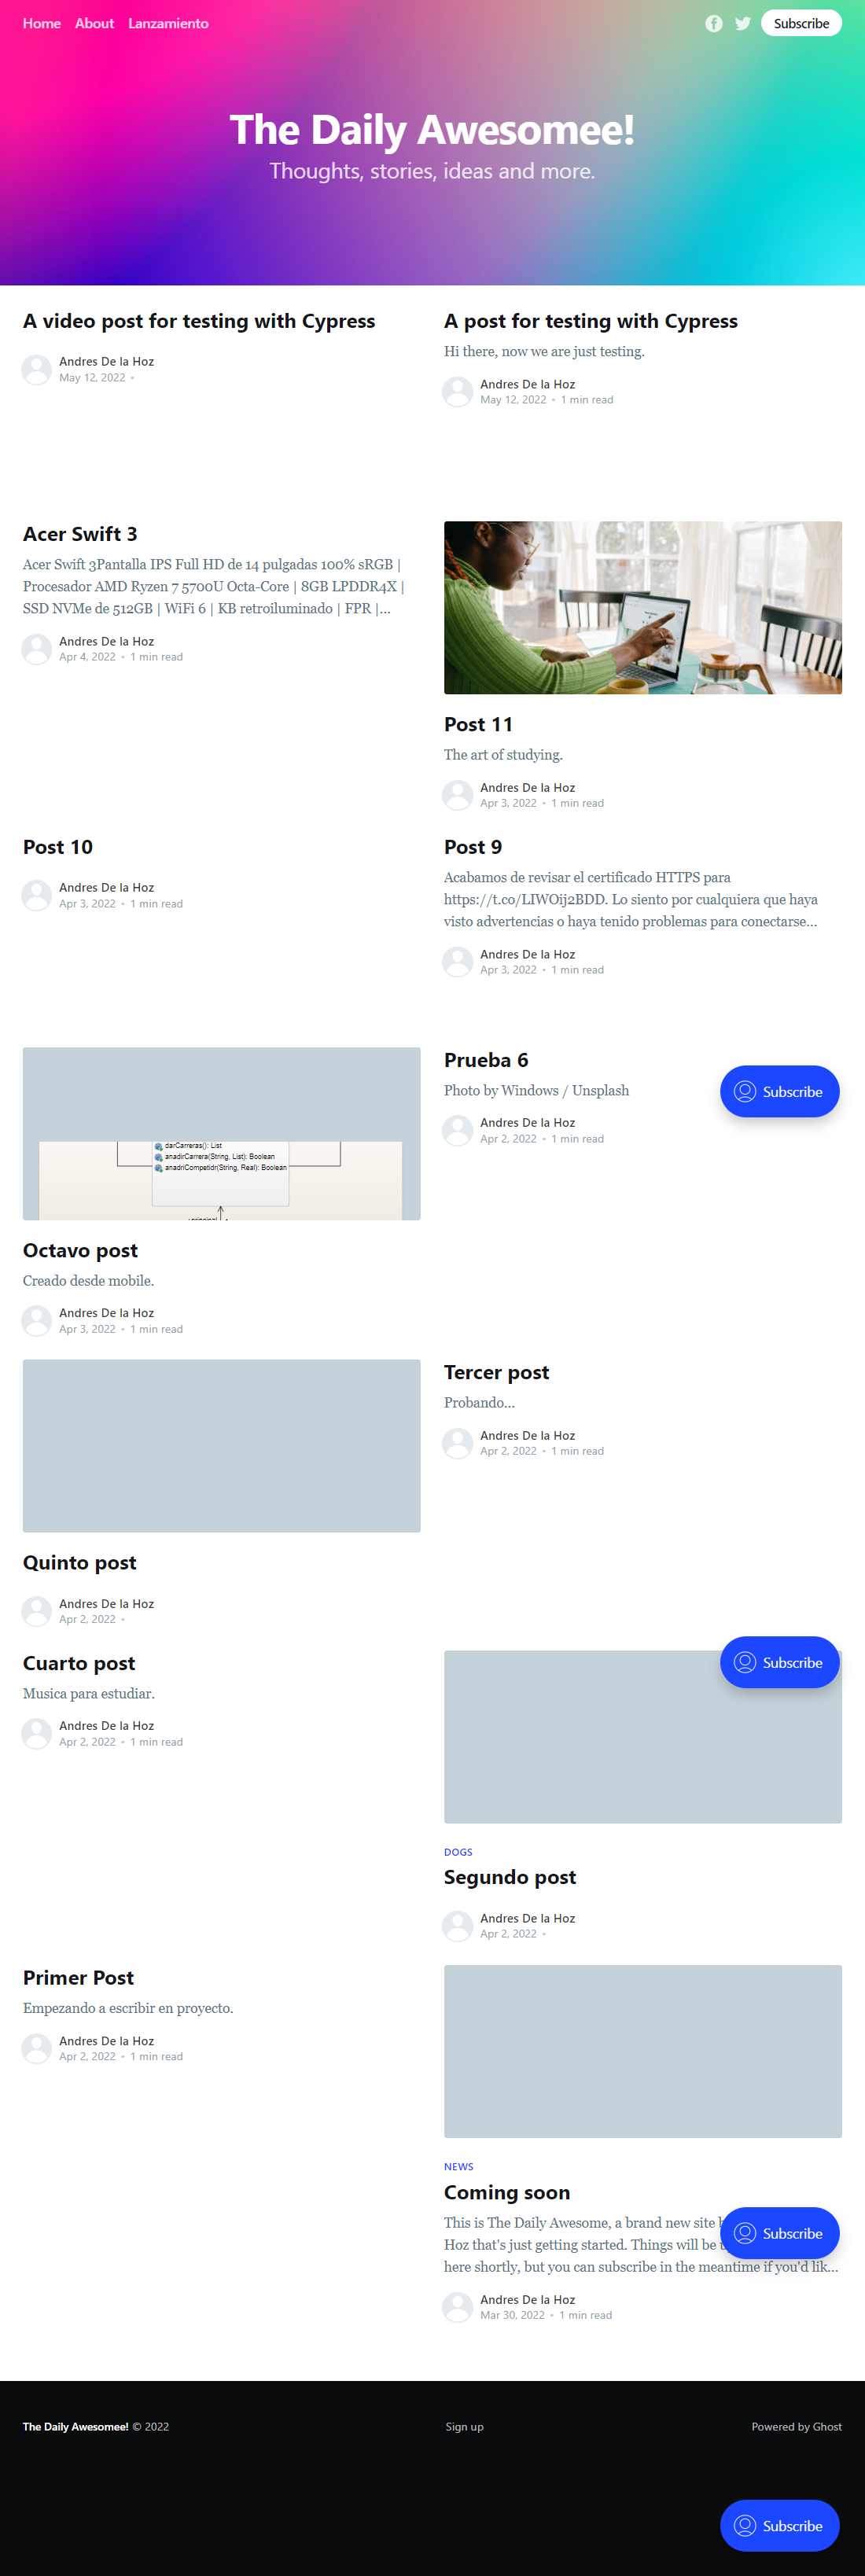 Home About Lanzamiento Subscribe
The Daily Awesomee!
Thoughts, stories, ideas and more.
A video post for testing with Cypress
Andres De la Hoz
May 12, 2022 •
A post for testing with Cypress
Hi there, now we are just testing.
Andres De la Hoz
May 12, 2022 • 1 min read
Acer Swift 3
Acer Swift 3Pantalla IPS Full HD de 14 pulgadas 100% sRGB |
Procesador AMD Ryzen 7 5700U Octa-Core | 8GB LPDDR4X |
SSD NVMe de 512GB | WiFi 6 | KB retroiluminado | FPR |...
Andres De la Hoz
Apr 4, 2022 • 1 min read
Post 11
The art of studying.
Andres De la Hoz
Apr 3, 2022 • 1 min read
Post 10
Andres De la Hoz
Apr 3, 2022 • 1 min read
Post 9
Acabamos de revisar el certificado HTTPS para
https://t.co/LIWOij2BDD. Lo siento por cualquiera que haya
visto advertencias o haya tenido problemas para conectarse...
Andres De la Hoz
Apr 3, 2022 • 1 min read
darCarreras(): List
anadirCarrera(String, List): Boolean
anadriCompetidr(String, Real): Boolean
Octavo post
Creado desde mobile.
Andres De la Hoz
Apr 3, 2022 • 1 min read
Prueba 6
Photo by Windows / Unsplash
Andres De la Hoz
Apr 2, 2022 • 1 min read
Subscribe
Quinto post
Andres De la Hoz
Apr 2, 2022 •
Tercer post
Probando...
Andres De la Hoz
Apr 2, 2022 • 1 min read
Cuarto post
Musica para estudiar.
Andres De la Hoz
Apr 2, 2022 • 1 min read
Subscribe
DOGS
Segundo post
Andres De la Hoz
Apr 2, 2022 •
Primer Post
Empezando a escribir en proyecto.
Andres De la Hoz
Apr 2, 2022 • 1 min read
NEWS
Coming soon
This is The Daily Awesome, a brand new site
Hoz that's just getting started. Things will be
here shortly, but you can subscribe in the meantime if you'd lik...
Subscribe
Andres De la Hoz
Mar 30, 2022 • 1 min read
The Daily Awesomee! © 2022 Sign up Powered by Ghost
Subscribe